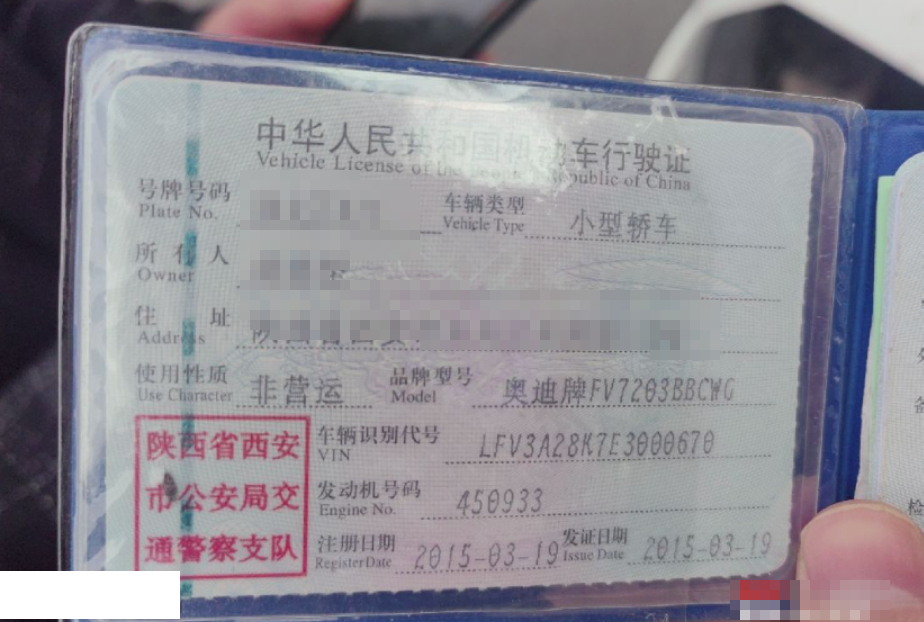 中华人民共和国机动车行驶证
Vehicle License of the People's Republic of China
号牌号码
Plate No.
车辆类型 小型轿车
Vehicle Type
所有人
Owner
住址
Address
使用性质 非营运 品牌型号 奥迪牌FV7203BBCWG
Use Character Model
陕西省西安
市公安局交
通警察支队
车辆识别代号 LFV3A28K7E3000670
VIN
发动机号码 450933
Engine No.
注册日期 2015-03-19 发证日期 2015-03-19
Register Date Issue Date
检